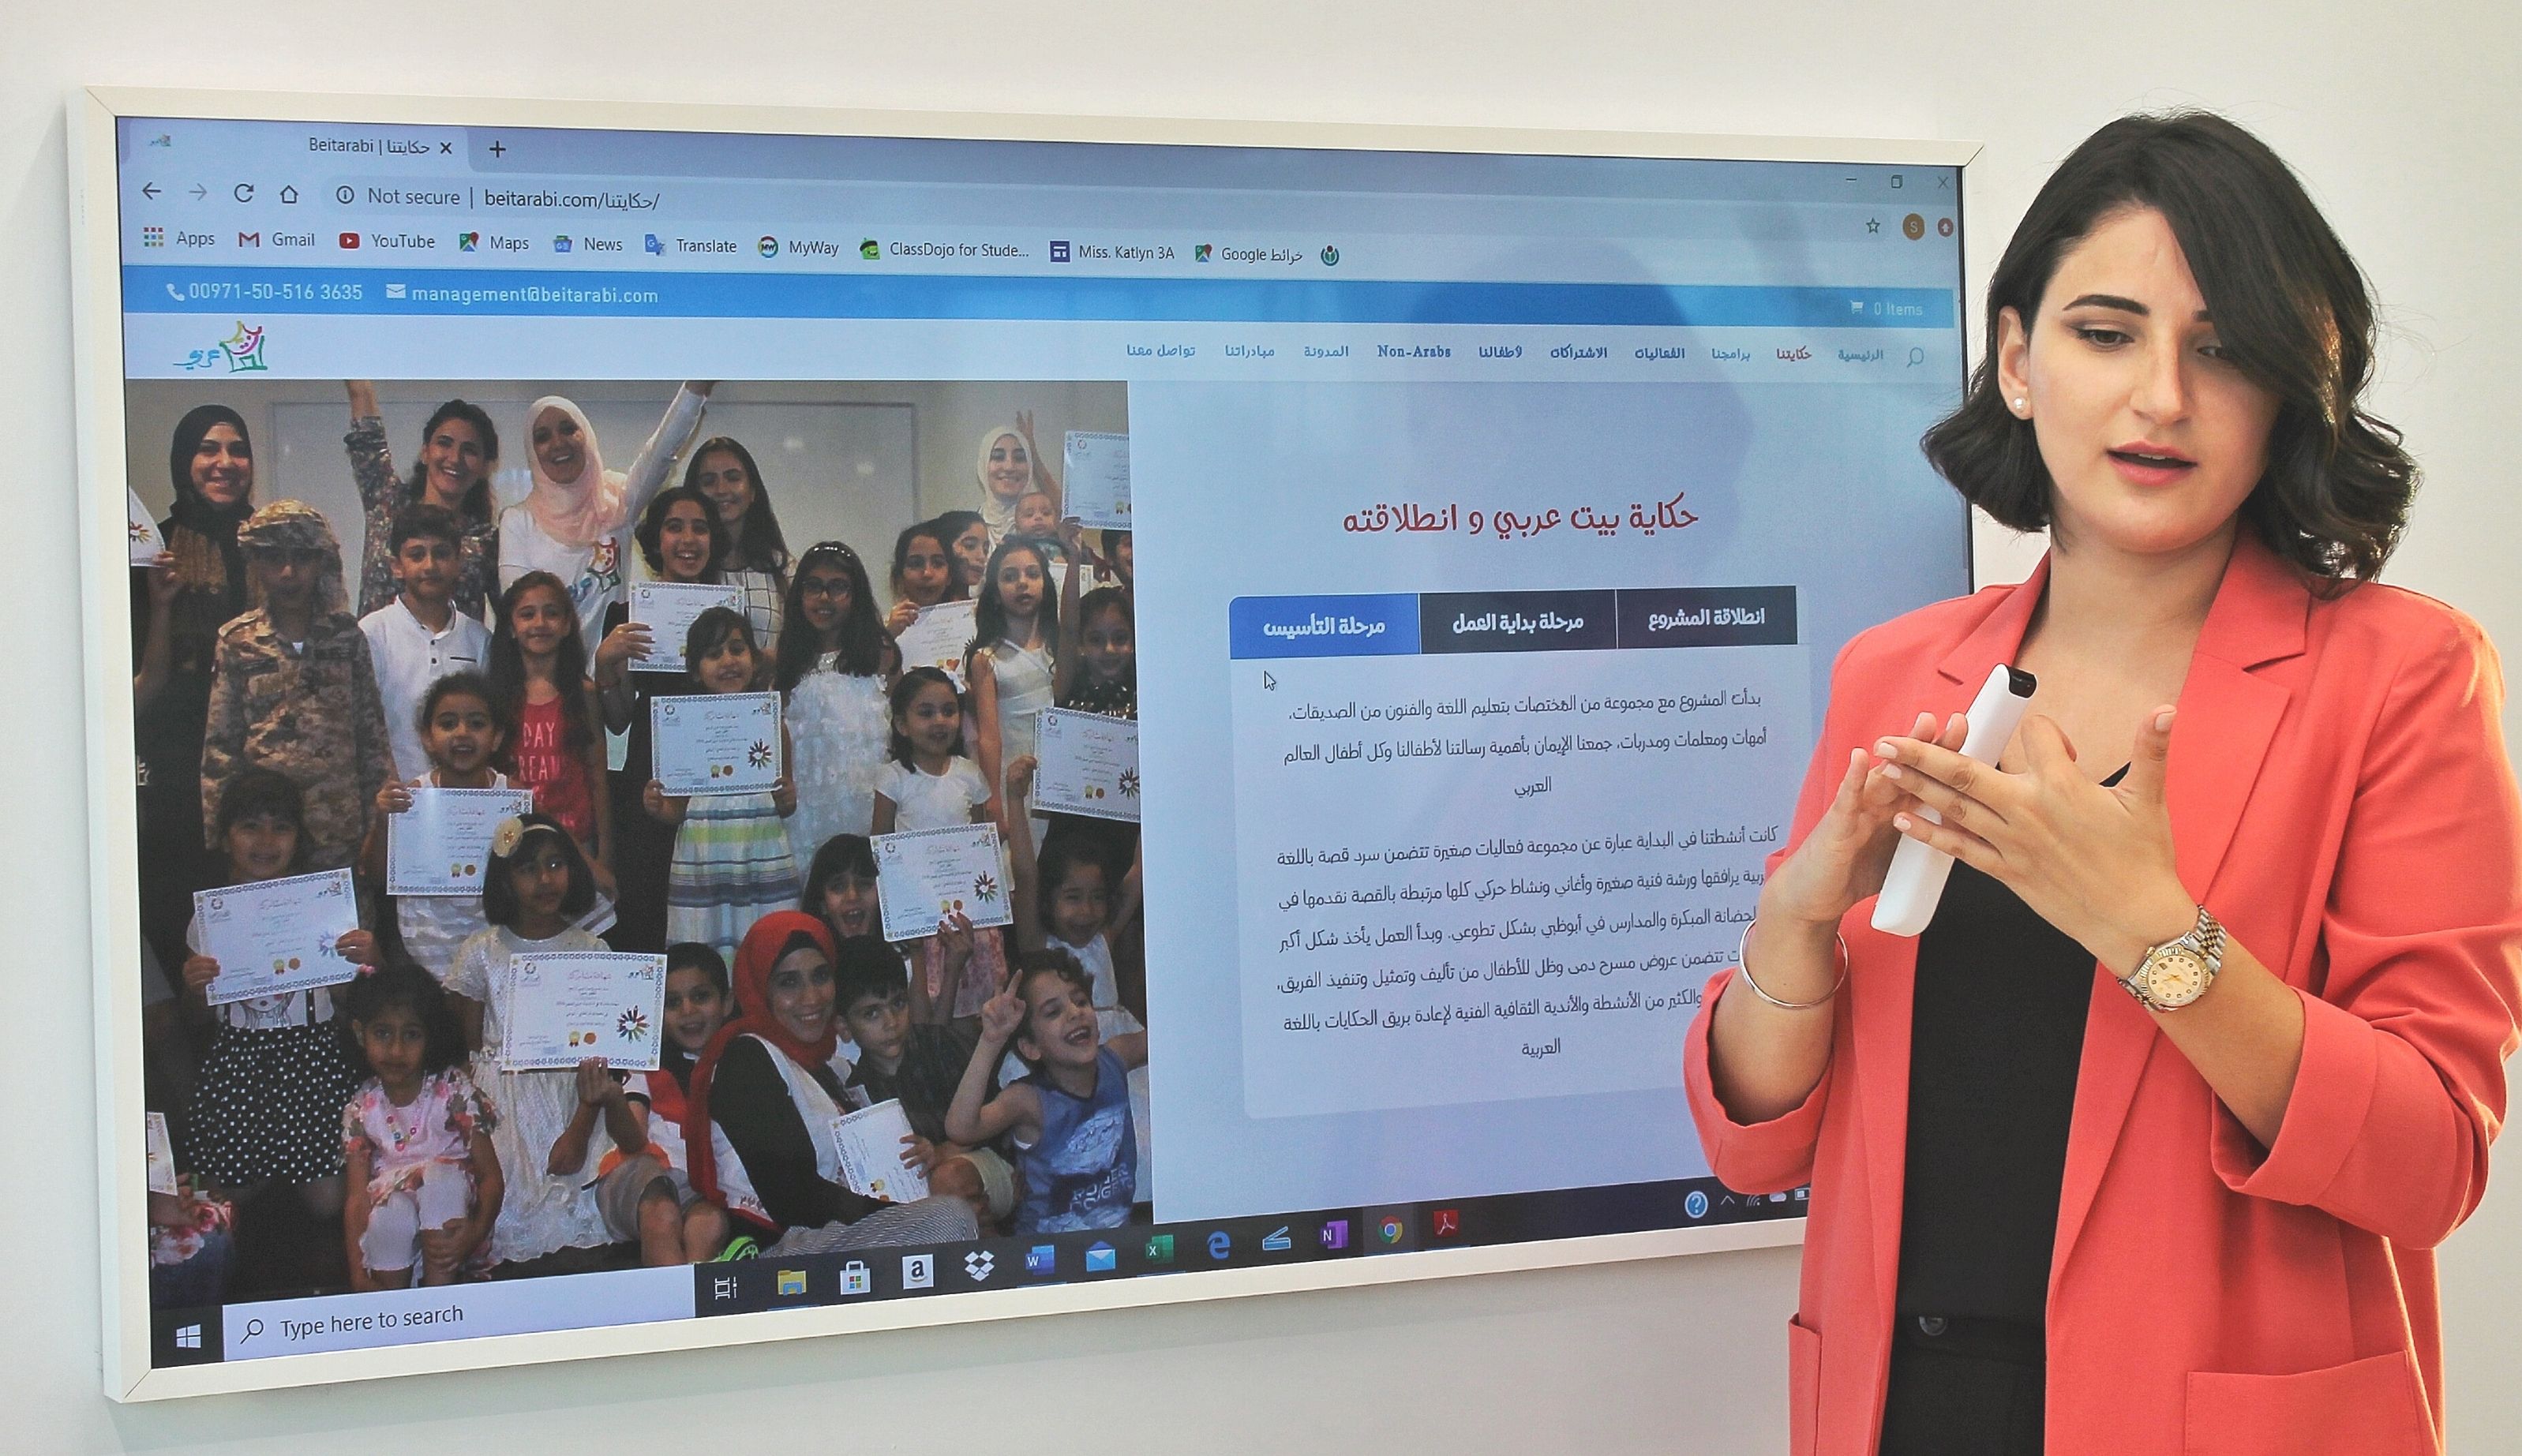 Beitarabi | حكايتنا
Not secure | beitarabi.com/حكايتنا/
Apps Gmail YouTube Maps News Translate MyWay ClassDojo for Stude... Miss. Katlyn 3A خرائط Google
00971-50-516 3635 management@beitarabi.com 0 Items
بيت عربي
الرئيسية حكايتنا برامجنا الفعاليات الاشتراكات لأطفالنا Non-Arabs المدونة مبادراتنا تواصل معنا
حكاية بيت عربي و انطلاقته
انطلاقة المشروع مرحلة بداية العمل مرحلة التأسيس
بدأت المشروع مع مجموعة من المختصات بتعليم اللغة والفنون من الصديقات،
أمهات ومعلمات ومدربات، جمعنا الإيمان بأهمية رسالتنا لأطفالنا وكل أطفال العالم
العربي
كانت أنشطتنا في البداية عبارة عن مجموعة فعاليات صغيرة تتضمن سرد قصة باللغة
يرافقها ورشة فنية صغيرة وأغاني ونشاط حركي كلها مرتبطة بالقصة نقدمها في
لحضانة المبكرة والمدارس في أبوظبي بشكل تطوعي. وبدأ العمل يأخذ شكل أكبر
تتضمن عروض مسرح دمى وظل للأطفال من تأليف وتمثيل وتنفيذ الفريق،
والكثير من الأنشطة والأندية الثقافية الفنية لإعادة بريق الحكايات باللغة
العربية
DAY
Type here to search